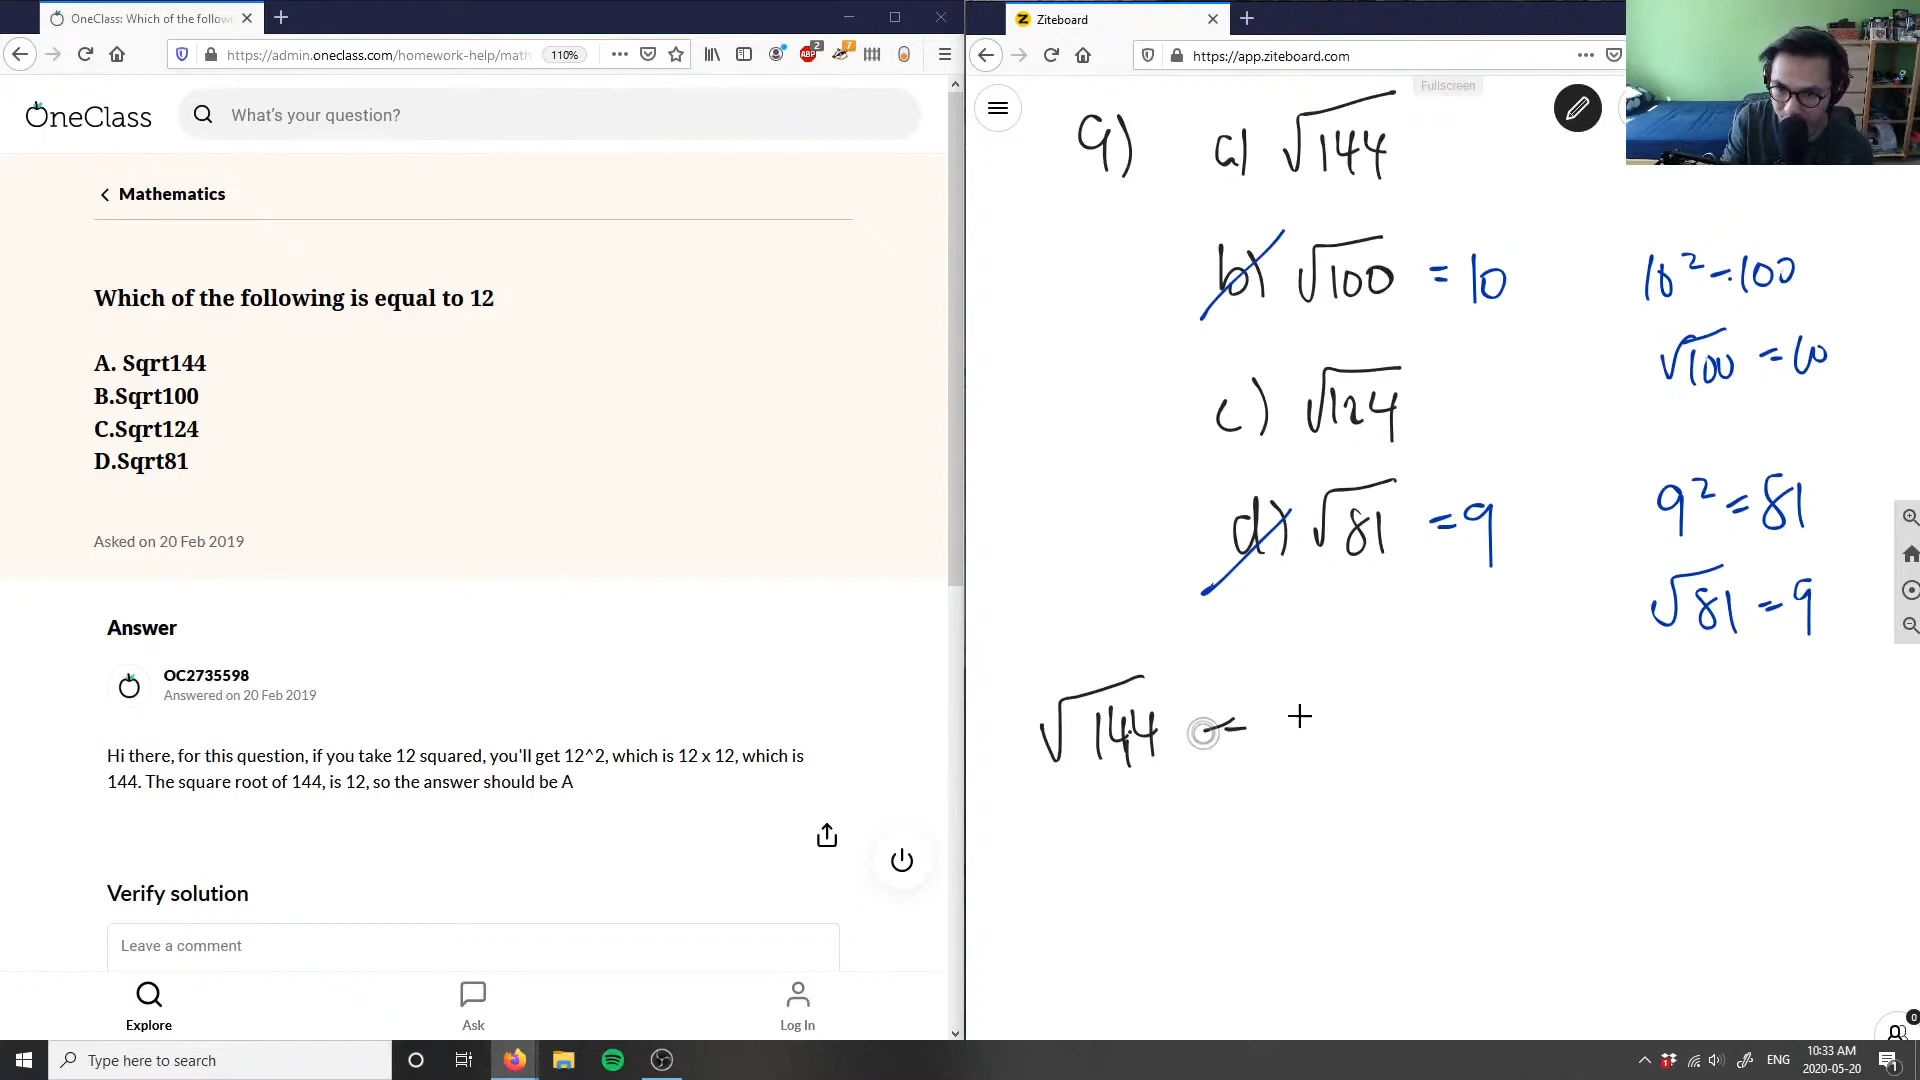 OneClass: Which of the followi
Ziteboard
https://admin.oneclass.com/homework-help/math
110%
2
7
https://app.ziteboard.com
Fullscreen
OneClass
What's your question?
Mathematics
Which of the following is equal to 12
A. Sqrt144
B.Sqrt100
C.Sqrt124
D.Sqrt81
Asked on 20 Feb 2019
Answer
OC2735598
Answered on 20 Feb 2019
Hi there, for this question, if you take 12 squared, you'll get 12^2, which is 12 x 12, which is
144. The square root of 144, is 12, so the answer should be A
Verify solution
Leave a comment
Explore
Ask
Log In
9) a) √144
b) √100 = 10
10² = 100
√100 = 10
c) √124
d) √81 = 9
9² = 81
√81 = 9
√144 =
0
Type here to search
ENG
10:33 AM
2020-05-20
1